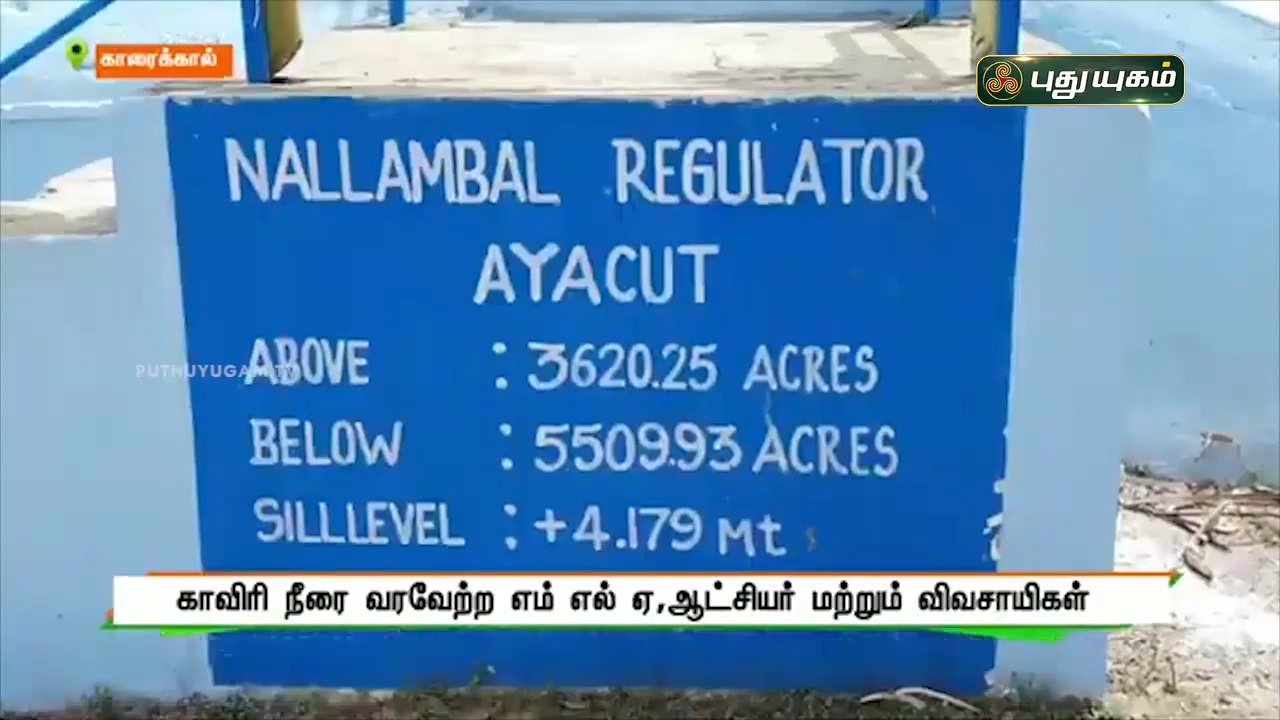 காரைக்கால்
புதுயுகம்
NALLAMBAL REGULATOR
AYACUT
ABOVE : 3620.25 ACRES
PUTHUYUGAM TV
BELOW : 5509.93 ACRES
SILLLEVEL : +4.179 Mt
காவிரி நீரை வரவேற்ற எம் எல் ஏ,ஆட்சியர் மற்றும் விவசாயிகள்